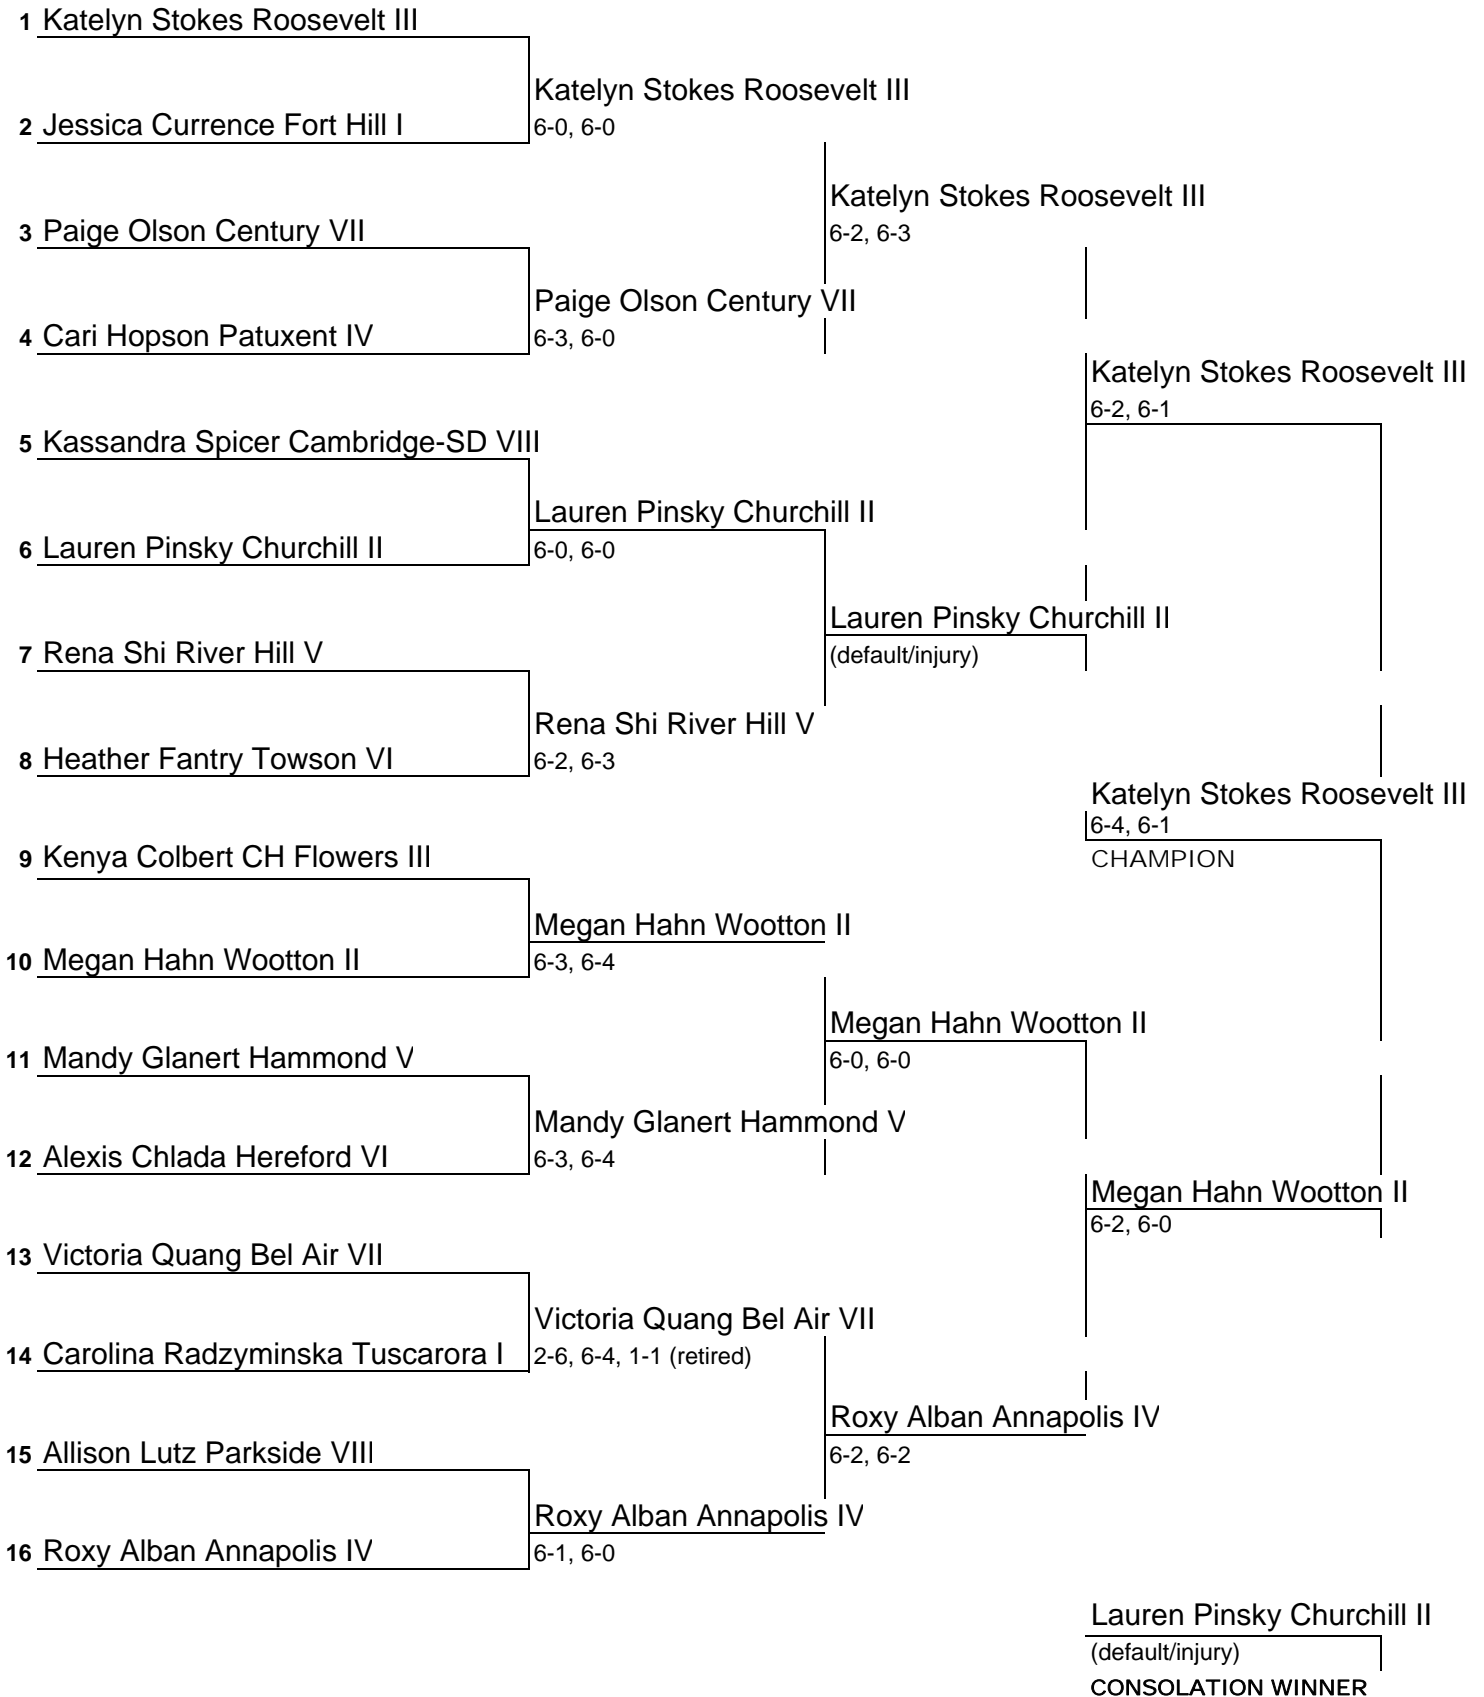 1 Katelyn Stokes Roosevelt III
Katelyn Stokes Roosevelt III
2 Jessica Currence Fort Hill I
6-0, 6-0
Katelyn Stokes Roosevelt III
3 Paige Olson Century VII
6-2, 6-3
Paige Olson Century VII
4 Cari Hopson Patuxent IV
6-3, 6-0
Katelyn Stokes Roosevelt III
6-2, 6-1
5 Kassandra Spicer Cambridge-SD VIII
Lauren Pinsky Churchill II
6 Lauren Pinsky Churchill II
6-0, 6-0
Lauren Pinsky Churchill II
7 Rena Shi River Hill V
(default/injury)
Rena Shi River Hill V
8 Heather Fantry Towson VI
6-2, 6-3
Katelyn Stokes Roosevelt III
6-4, 6-1
9 Kenya Colbert CH Flowers III
CHAMPION
Megan Hahn Wootton II
10 Megan Hahn Wootton II
6-3, 6-4
Megan Hahn Wootton II
11 Mandy Glanert Hammond V
6-0, 6-0
Mandy Glanert Hammond V
12 Alexis Chlada Hereford VI
6-3, 6-4
Megan Hahn Wootton II
6-2, 6-0
13 Victoria Quang Bel Air VII
Victoria Quang Bel Air VII
14 Carolina Radzyminska Tuscarora I
2-6, 6-4, 1-1 (retired)
Roxy Alban Annapolis IV
15 Allison Lutz Parkside VIII
6-2, 6-2
Roxy Alban Annapolis IV
16 Roxy Alban Annapolis IV
6-1, 6-0
Lauren Pinsky Churchill II
(default/injury)
CONSOLATION WINNER